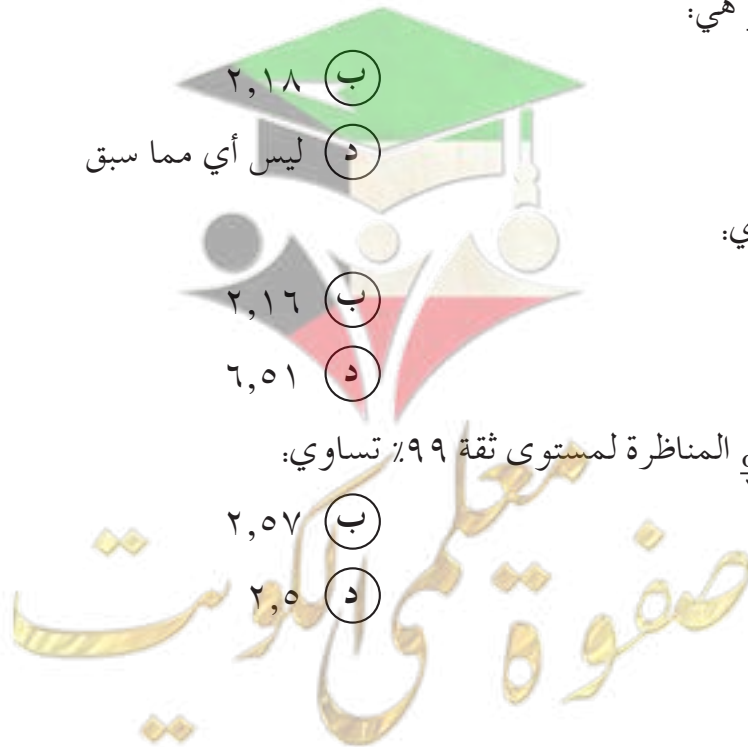 هي:
ب ٢,١٨
د ليس أي مما سبق
ب ٢,١٦
د ٦,٥١
المناظرة لمستوى ثقة ٩٩٪ تساوي:
ب ٢,٥٧
د ٢,٥
صفوة معلمى الكويت